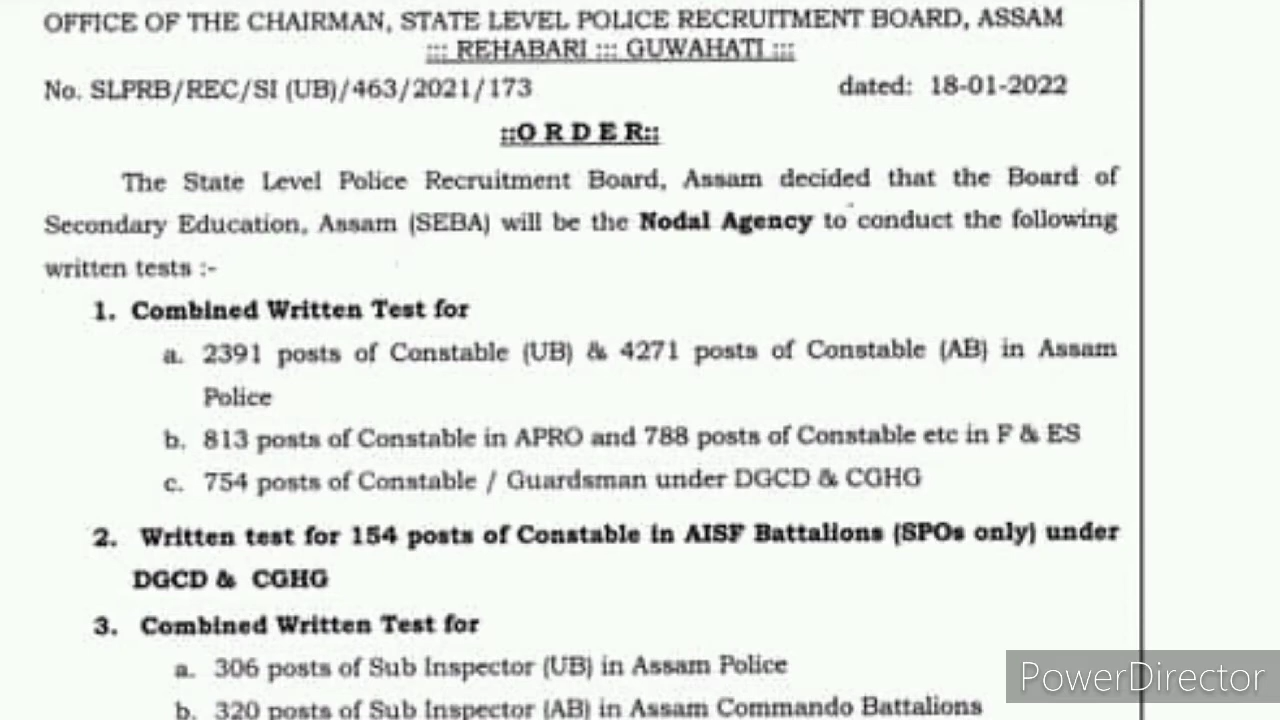 OFFICE OF THE CHAIRMAN, STATE LEVEL POLICE RECRUITMENT BOARD, ASSAM
::: REHABARI ::: GUWAHATI :::
No. SLPRB/REC/SI (UB)/463/2021/173 dated: 18-01-2022
::O R D E R::
The State Level Police Recruitment Board, Assam decided that the Board of
Secondary Education, Assam (SEBA) will be the Nodal Agency to conduct the following
written tests :-
1. Combined Written Test for
a. 2391 posts of Constable (UB) & 4271 posts of Constable (AB) in Assam
Police
b. 813 posts of Constable in APRO and 788 posts of Constable etc in F & ES
c. 754 posts of Constable / Guardsman under DGCD & CGHG
2. Written test for 154 posts of Constable in AISF Battalions (SPOs only) under
DGCD & CGHG
3. Combined Written Test for
a. 306 posts of Sub Inspector (UB) in Assam Police
b. 320 posts of Sub Inspector (AB) in Assam Commando Battalions
PowerDirector